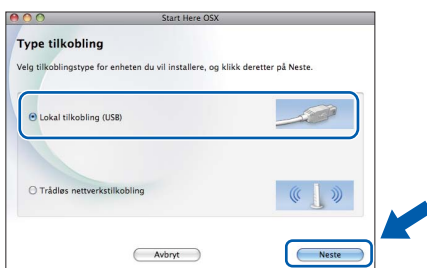 Start Here OSX
Type tilkobling
Velg tilkoblingstype for enheten du vil installere, og klikk deretter på Neste.
Lokal tilkobling (USB)
Trådløs nettverkstilkobling
Avbryt
Neste